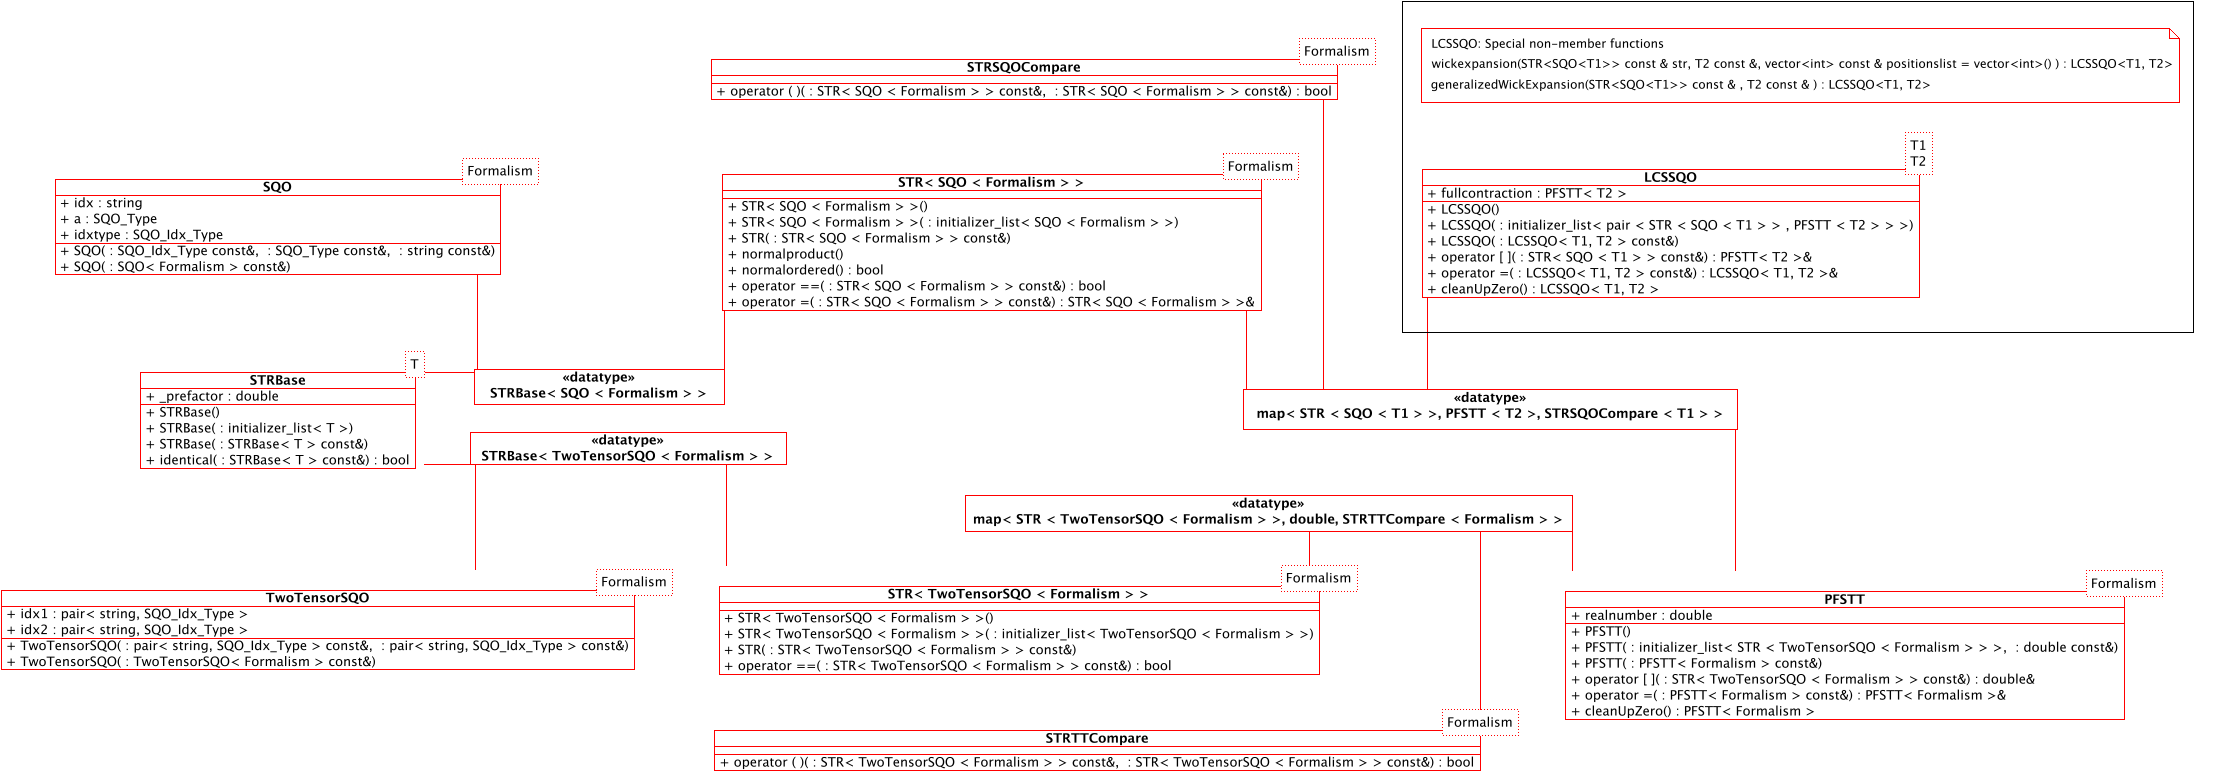 Formalism
STRSQOCompare
+ operator ( )( : STR< SQO < Formalism > > const&,  : STR< SQO < Formalism > > const&) : bool
LCSSQO: Special non-member functions
wickexpansion(STR<SQO<T1>> const & str, T2 const &, vector<int> const & positionslist = vector<int>() ) : LCSSQO<T1, T2>
generalizedWickExpansion(STR<SQO<T1>> const & , T2 const & ) : LCSSQO<T1, T2>
Formalism
SQO
+ idx : string
+ a : SQO_Type
+ idxtype : SQO_Idx_Type
+ SQO( : SQO_Idx_Type const&,  : SQO_Type const&,  : string const&)
+ SQO( : SQO< Formalism > const&)
Formalism
STR< SQO < Formalism > >
+ STR< SQO < Formalism > >()
+ STR< SQO < Formalism > >( : initializer_list< SQO < Formalism > >)
+ STR( : STR< SQO < Formalism > > const&)
+ normalproduct()
+ normalordered() : bool
+ operator ==( : STR< SQO < Formalism > > const&) : bool
+ operator =( : STR< SQO < Formalism > > const&) : STR< SQO < Formalism > >&
T1
T2
LCSSQO
+ fullcontraction : PFSTT< T2 >
+ LCSSQO()
+ LCSSQO( : initializer_list< pair < STR < SQO < T1 > > , PFSTT < T2 > > >)
+ LCSSQO( : LCSSQO< T1, T2 > const&)
+ operator [ ]( : STR< SQO < T1 > > const&) : PFSTT< T2 >&
+ operator =( : LCSSQO< T1, T2 > const&) : LCSSQO< T1, T2 >&
+ cleanUpZero() : LCSSQO< T1, T2 >
T
STRBase
+ _prefactor : double
+ STRBase()
+ STRBase( : initializer_list< T >)
+ STRBase( : STRBase< T > const&)
+ identical( : STRBase< T > const&) : bool
«datatype»
STRBase< SQO < Formalism > >
«datatype»
STRBase< TwoTensorSQO < Formalism > >
«datatype»
map< STR < SQO < T1 > >, PFSTT < T2 >, STRSQOCompare < T1 > >
«datatype»
map< STR < TwoTensorSQO < Formalism > >, double, STRTTCompare < Formalism > >
Formalism
TwoTensorSQO
+ idx1 : pair< string, SQO_Idx_Type >
+ idx2 : pair< string, SQO_Idx_Type >
+ TwoTensorSQO( : pair< string, SQO_Idx_Type > const&,  : pair< string, SQO_Idx_Type > const&)
+ TwoTensorSQO( : TwoTensorSQO< Formalism > const&)
Formalism
STR< TwoTensorSQO < Formalism > >
+ STR< TwoTensorSQO < Formalism > >()
+ STR< TwoTensorSQO < Formalism > >( : initializer_list< TwoTensorSQO < Formalism > >)
+ STR( : STR< TwoTensorSQO < Formalism > > const&)
+ operator ==( : STR< TwoTensorSQO < Formalism > > const&) : bool
Formalism
PFSTT
+ realnumber : double
+ PFSTT()
+ PFSTT( : initializer_list< STR < TwoTensorSQO < Formalism > > >,  : double const&)
+ PFSTT( : PFSTT< Formalism > const&)
+ operator [ ]( : STR< TwoTensorSQO < Formalism > > const&) : double&
+ operator =( : PFSTT< Formalism > const&) : PFSTT< Formalism >&
+ cleanUpZero() : PFSTT< Formalism >
Formalism
STRTTCompare
+ operator ( )( : STR< TwoTensorSQO < Formalism > > const&,  : STR< TwoTensorSQO < Formalism > > const&) : bool